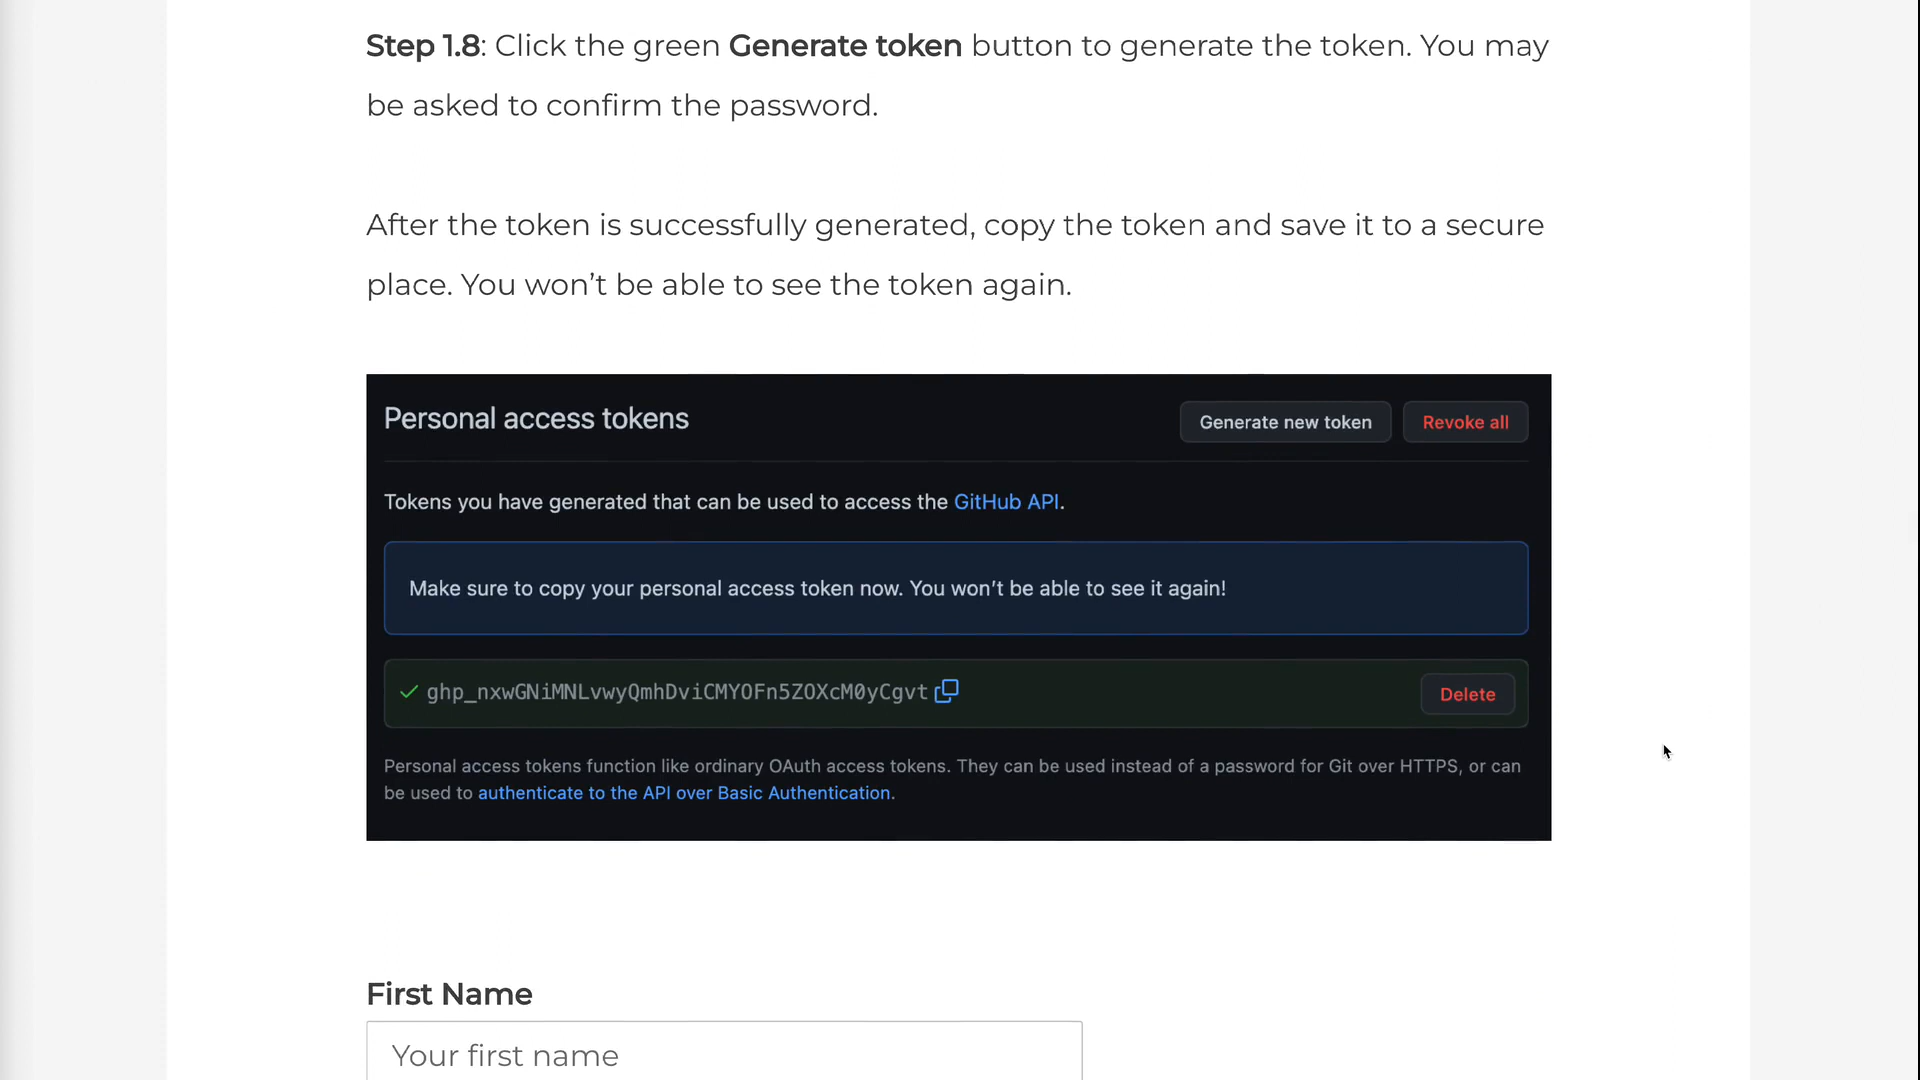 Step 1.8: Click the green Generate token button to generate the token. You may
be asked to confirm the password.
After the token is successfully generated, copy the token and save it to a secure
place. You won’t be able to see the token again.
Personal access tokens
Generate new token
Revoke all
Tokens you have generated that can be used to access the GitHub API.
Make sure to copy your personal access token now. You won’t be able to see it again!
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
Delete
Personal access tokens function like ordinary OAuth access tokens. They can be used instead of a password for Git over HTTPS, or can
be used to authenticate to the API over Basic Authentication.
First Name
Your first name